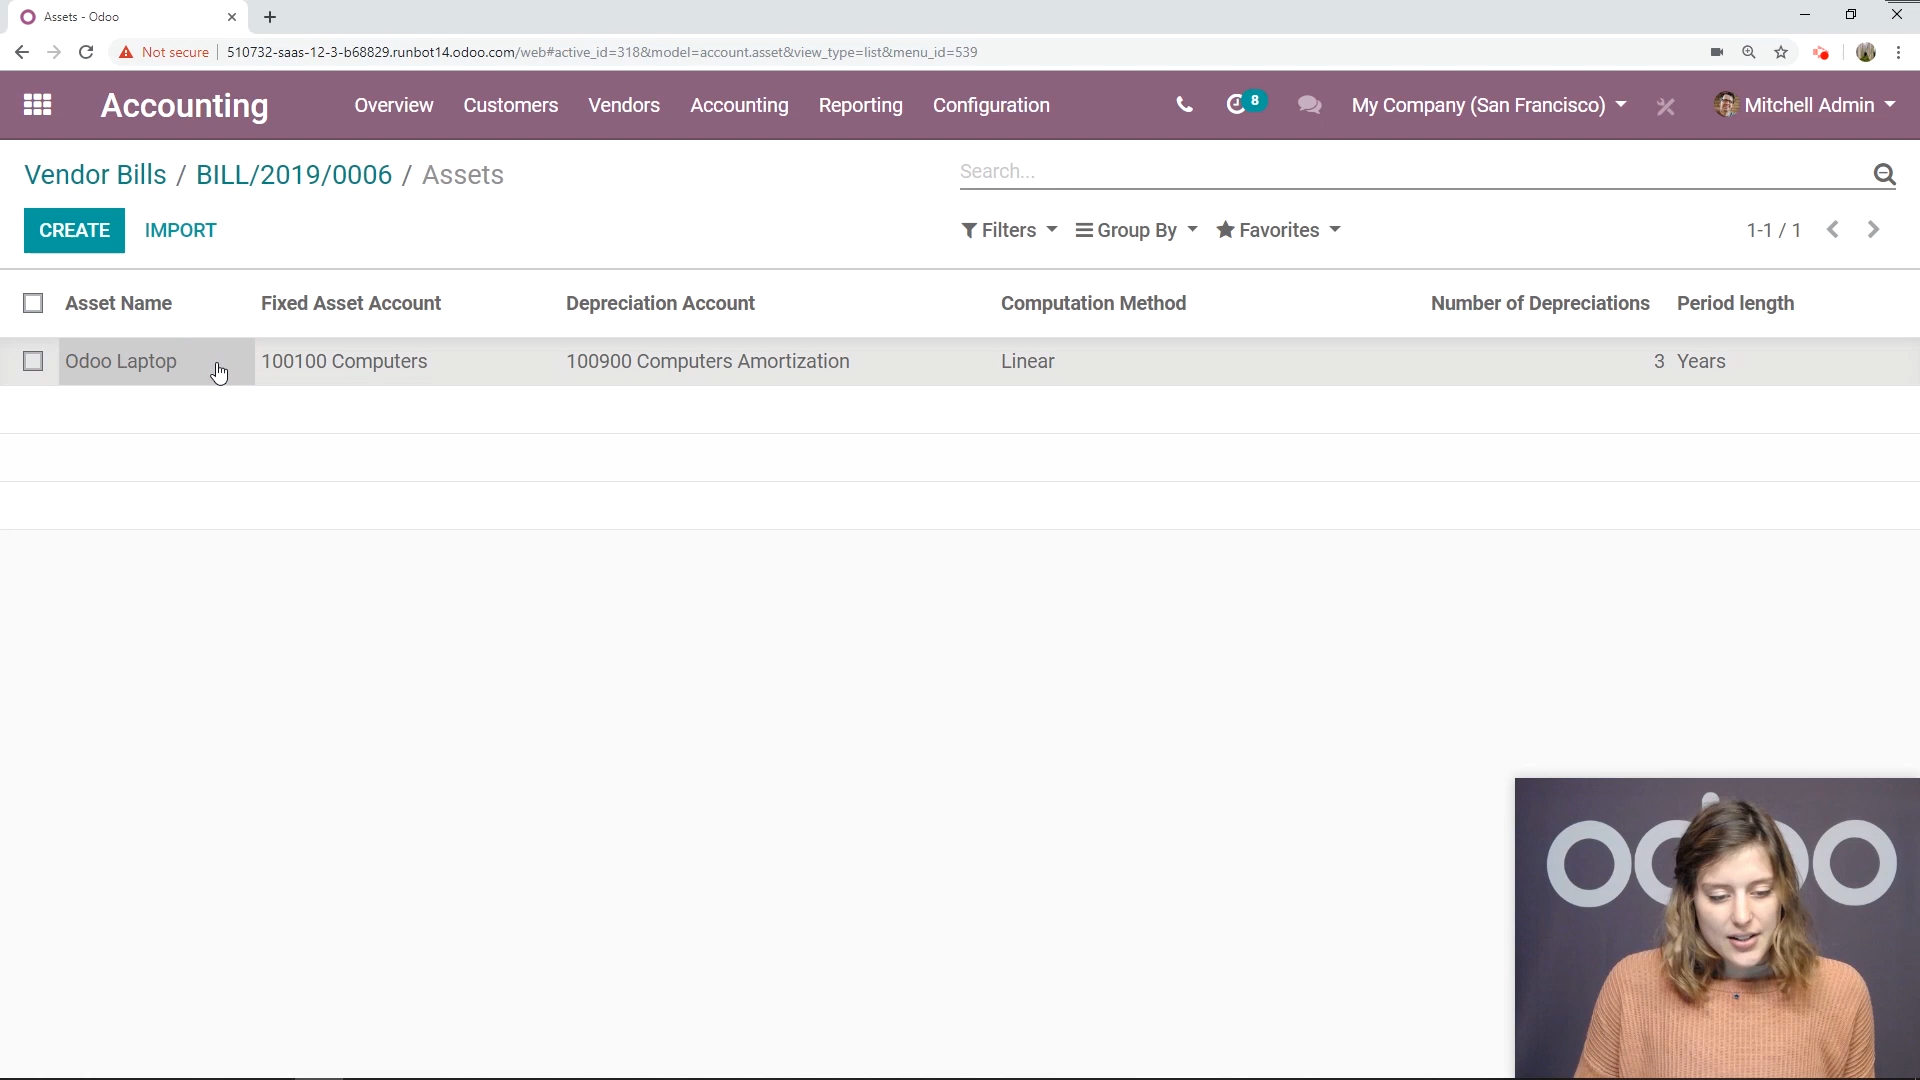 Assets - Odoo
Not secure 510732-saas-12-3-b68829.runbot14.odoo.com/web#active_id=318&model=account.asset&view_type=list&menu_id=539
Accounting Overview Customers Vendors Accounting Reporting Configuration 8 My Company (San Francisco) Mitchell Admin
Vendor Bills / BILL/2019/0006 / Assets Search...
CREATE IMPORT Filters Group By Favorites 1-1 / 1
Asset Name Fixed Asset Account Depreciation Account Computation Method Number of Depreciations Period length
Odoo Laptop 100100 Computers 100900 Computers Amortization Linear 3 Years
odoo